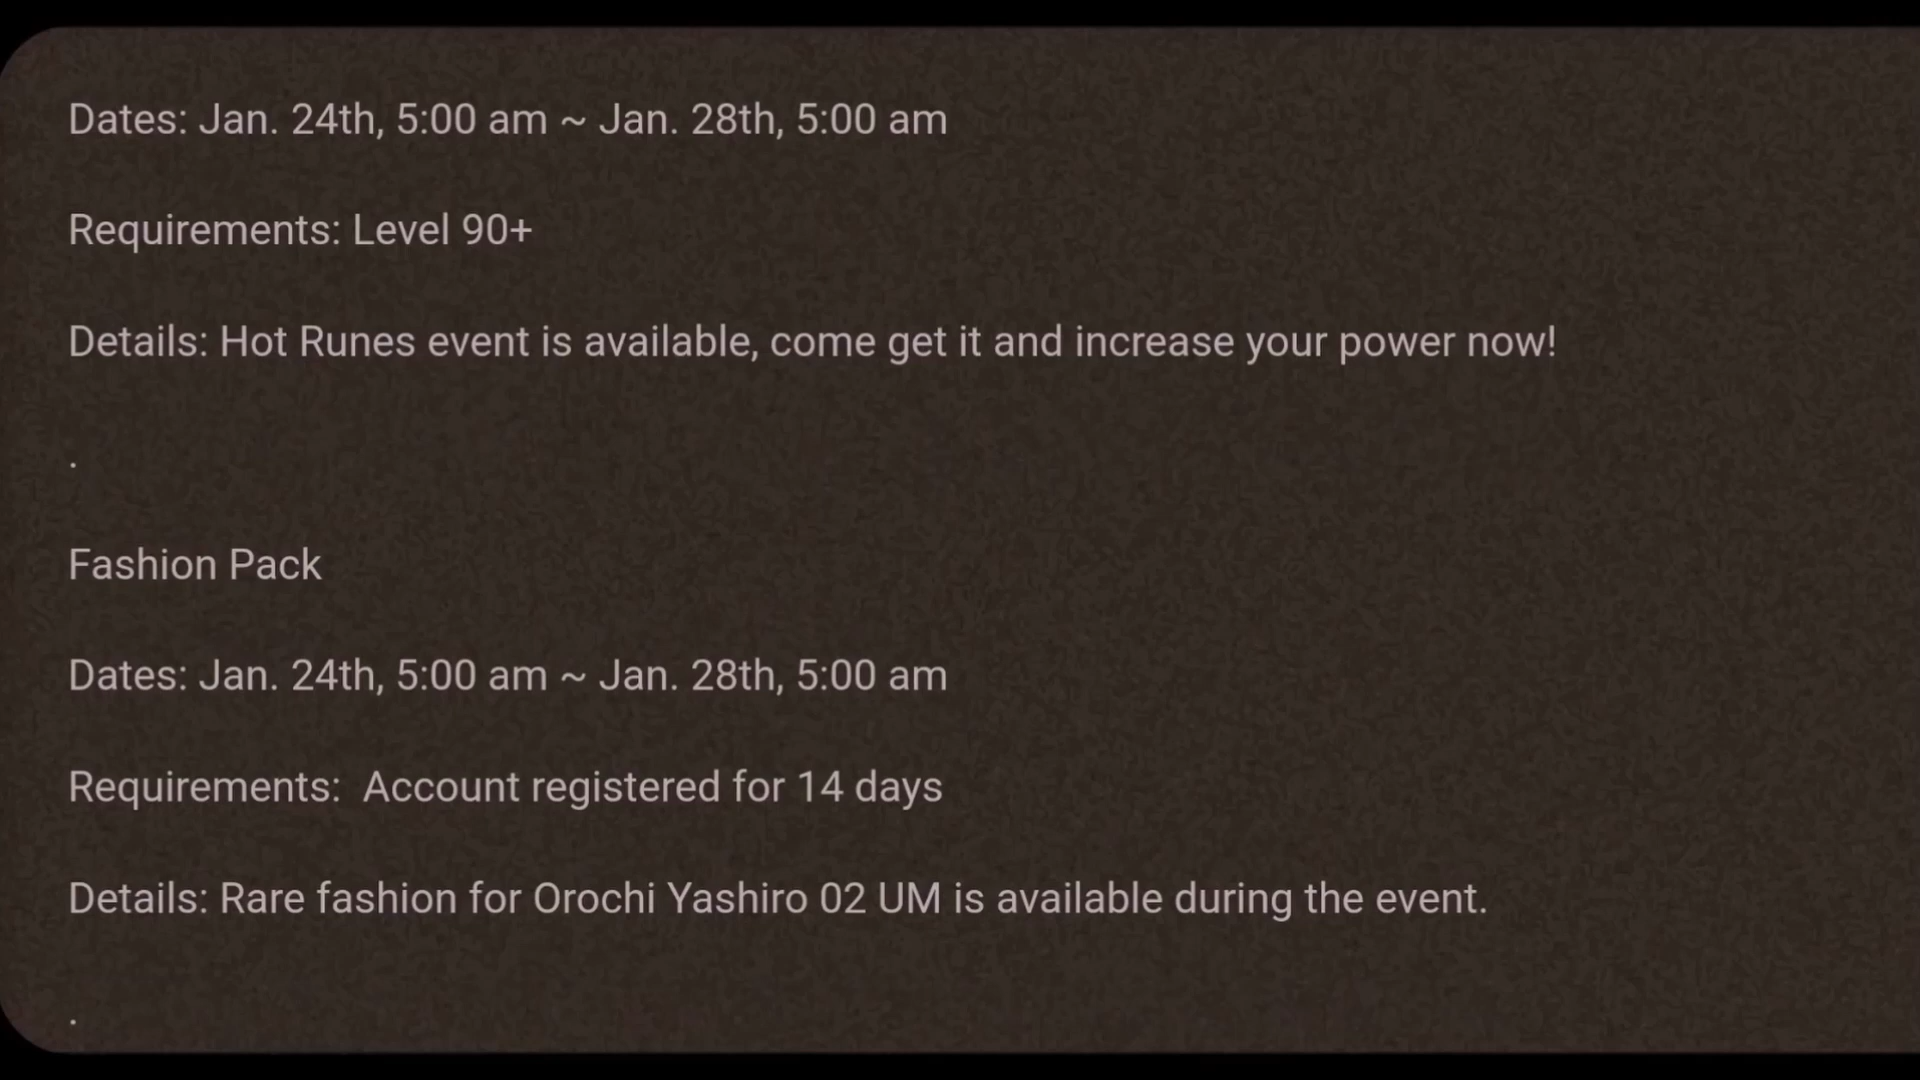 Dates: Jan. 24th, 5:00 am ~ Jan. 28th, 5:00 am
Requirements: Level 90+
Details: Hot Runes event is available, come get it and increase your power now!
.
Fashion Pack
Dates: Jan. 24th, 5:00 am ~ Jan. 28th, 5:00 am
Requirements:  Account registered for 14 days
Details: Rare fashion for Orochi Yashiro 02 UM is available during the event.
.